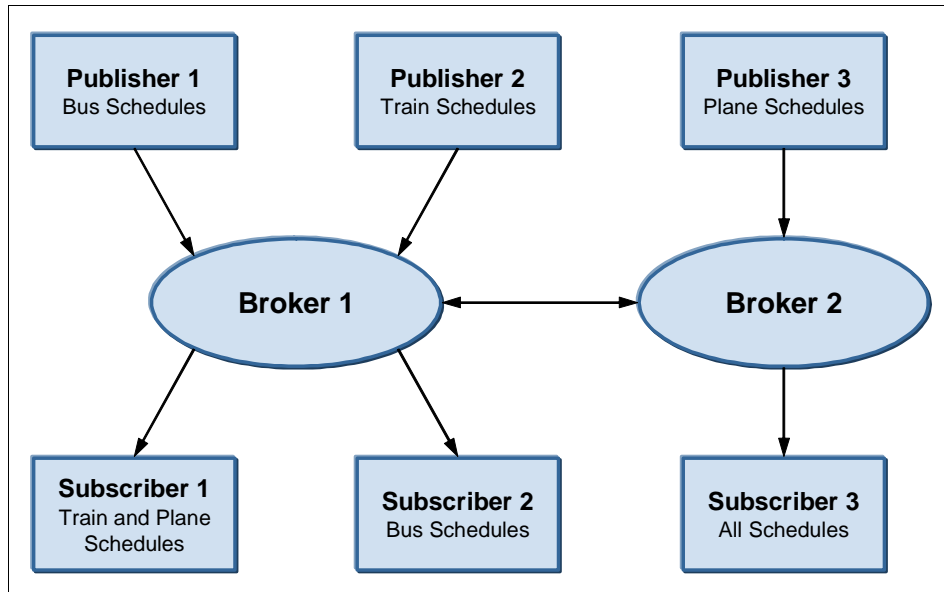 Publisher 1
Bus Schedules
Publisher 2
Train Schedules
Publisher 3
Plane Schedules
Broker 1
Broker 2
Subscriber 1
Train and Plane
Schedules
Subscriber 2
Bus Schedules
Subscriber 3
All Schedules